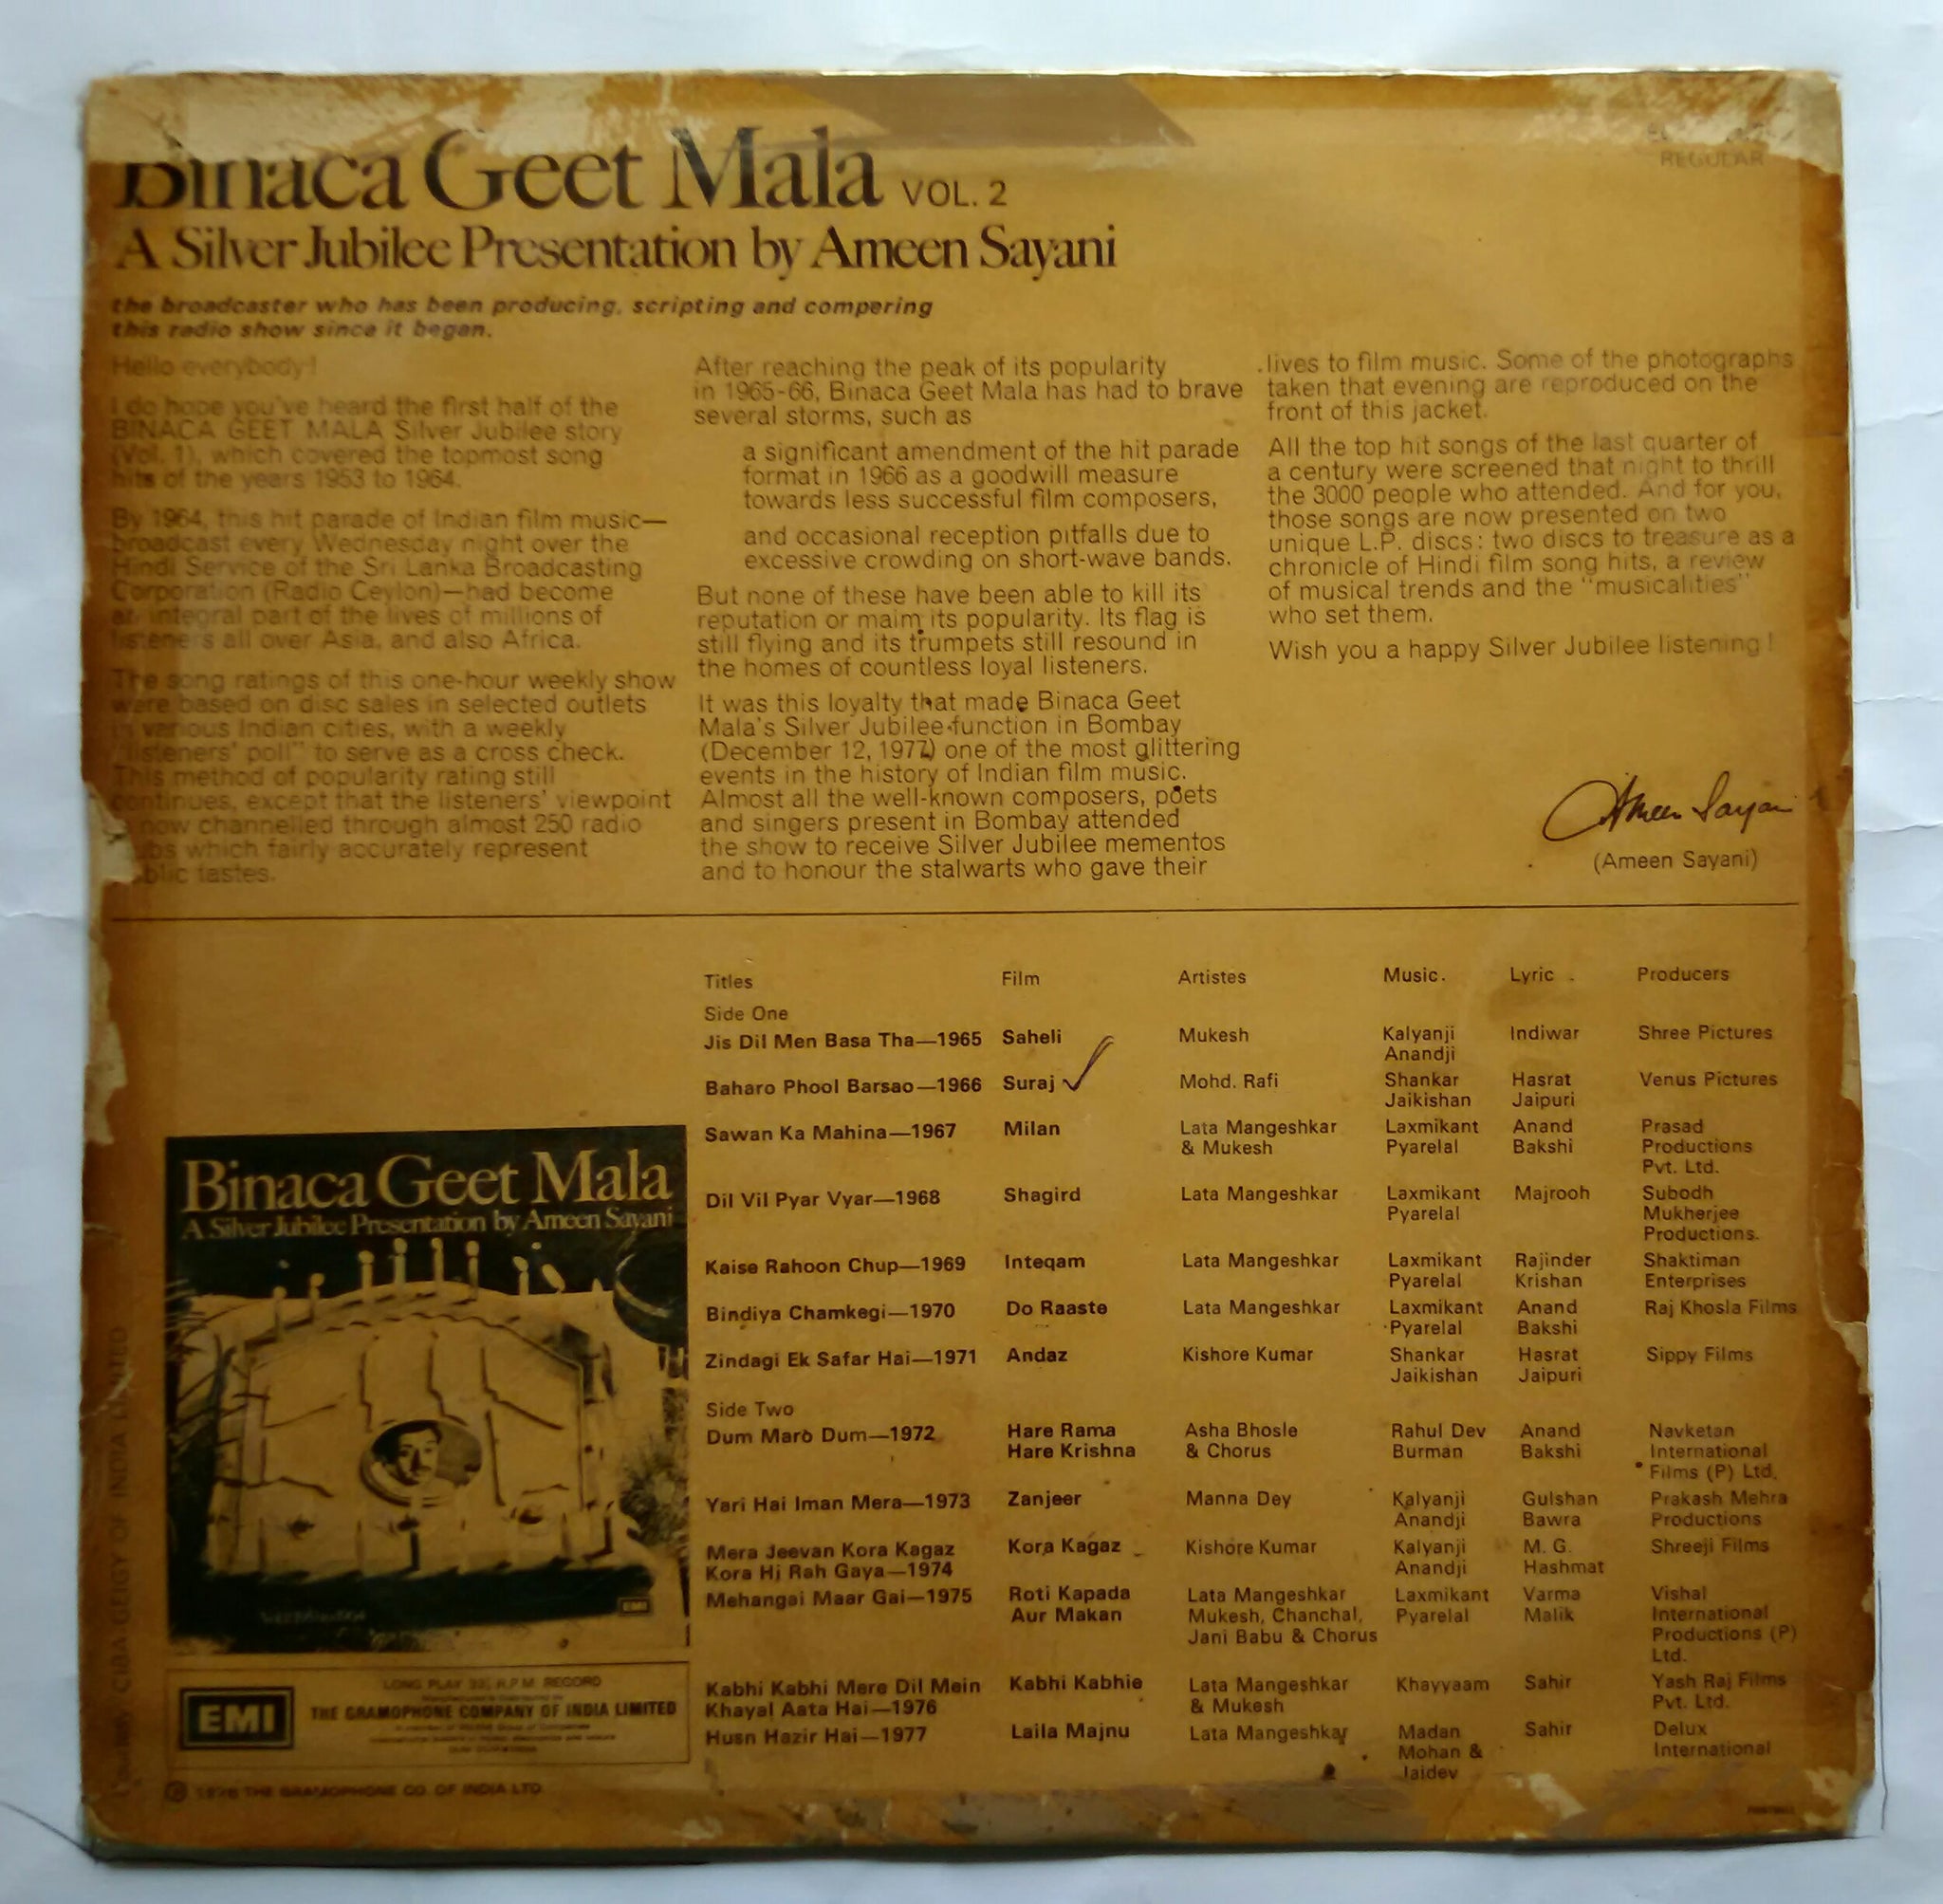 Binaca Geet Mala VOL. 2
REGULAR
A Silver Jubilee Presentation by Ameen Sayani
the broadcaster who has been producing, scripting and compering
this radio show since it began.
Hello everybody!
I do hope you've heard the first half of the
BINACA GEET MALA Silver Jubilee story
(Vol. 1), which covered the topmost song
hits of the years 1953 to 1964.
By 1964, this hit parade of Indian film music—
broadcast every Wednesday night over the
Hindi Service of the Sri Lanka Broadcasting
Corporation (Radio Ceylon)—had become
an integral part of the lives of millions of
listeners all over Asia, and also Africa.
The song ratings of this one-hour weekly show
were based on disc sales in selected outlets
in various Indian cities, with a weekly
"listeners' poll" to serve as a cross check.
This method of popularity rating still
continues, except that the listeners' viewpoint
now channelled through almost 250 radio
which fairly accurately represent
tastes.
After reaching the peak of its popularity
in 1965-66, Binaca Geet Mala has had to brave
several storms, such as
a significant amendment of the hit parade
format in 1966 as a goodwill measure
towards less successful film composers,
and occasional reception pitfalls due to
excessive crowding on short-wave bands.
But none of these have been able to kill its
reputation or maim its popularity. Its flag is
still flying and its trumpets still resound in
the homes of countless loyal listeners.
It was this loyalty that made Binaca Geet
Mala's Silver Jubilee function in Bombay
(December 12, 1977) one of the most glittering
events in the history of Indian film music.
Almost all the well-known composers, poets
and singers present in Bombay attended
the show to receive Silver Jubilee mementos
and to honour the stalwarts who gave their
lives to film music. Some of the photographs
taken that evening are reproduced on the
front of this jacket.
All the top hit songs of the last quarter of
a century were screened that night to thrill
the 3000 people who attended. And for you,
those songs are now presented on two
unique L.P. discs: two discs to treasure as a
chronicle of Hindi film song hits, a review
of musical trends and the "musicalities"
who set them.
Wish you a happy Silver Jubilee listening!
Ameen Sayani
(Ameen Sayani)
Titles Film Artistes Music Lyric Producers
Side One
Jis Dil Men Basa Tha—1965 Saheli Mukesh Kalyanji Indiwar Shree Pictures
Anandji
Baharo Phool Barsao—1966 Suraj Mohd. Rafi Shankar Hasrat Venus Pictures
Jaikishan Jaipuri
Sawan Ka Mahina—1967 Milan Lata Mangeshkar Laxmikant Anand Prasad
& Mukesh Pyarelal Bakshi Productions
Pvt. Ltd.
Dil Vil Pyar Vyar—1968 Shagird Lata Mangeshkar Laxmikant Majrooh Subodh
Pyarelal Mukherjee
Productions.
Kaise Rahoon Chup—1969 Inteqam Lata Mangeshkar Laxmikant Rajinder Shaktiman
Pyarelal Krishan Enterprises
Bindiya Chamkegi—1970 Do Raaste Lata Mangeshkar Laxmikant Anand Raj Khosla Films
Pyarelal Bakshi
Zindagi Ek Safar Hai—1971 Andaz Kishore Kumar Shankar Hasrat Sippy Films
Jaikishan Jaipuri
Side Two
Dum Maro Dum—1972 Hare Rama Asha Bhosle Rahul Dev Anand Navketan
Hare Krishna & Chorus Burman Bakshi International
Films (P) Ltd.
Yari Hai Iman Mera—1973 Zanjeer Manna Dey Kalyanji Gulshan Prakash Mehra
Anandji Bawra Productions
Mera Jeevan Kora Kagaz Kora Kagaz Kishore Kumar Kalyanji M. G. Shreeji Films
Kora Hi Rah Gaya—1974 Anandji Hashmat
Mehangai Maar Gai—1975 Roti Kapada Lata Mangeshkar Laxmikant Varma Vishal
Aur Makan Mukesh, Chanchal, Pyarelal Malik International
Jani Babu & Chorus Productions (P)
Ltd.
Kabhi Kabhi Mere Dil Mein Kabhi Kabhie Lata Mangeshkar Khayyaam Sahir Yash Raj Films
Khayal Aata Hai—1976 & Mukesh Pvt. Ltd.
Husn Hazir Hai—1977 Laila Majnu Lata Mangeshkar Madan Sahir Delux
Mohan & International
Jaidev
Binaca Geet Mala
A Silver Jubilee Presentation by Ameen Sayani
EMI
LONG PLAY 33⅓ R.P.M. RECORD
EMI THE GRAMOPHONE COMPANY OF INDIA LIMITED
THE GRAMOPHONE CO. OF INDIA LTD
CIBA-GEIGY OF INDIA LIMITED